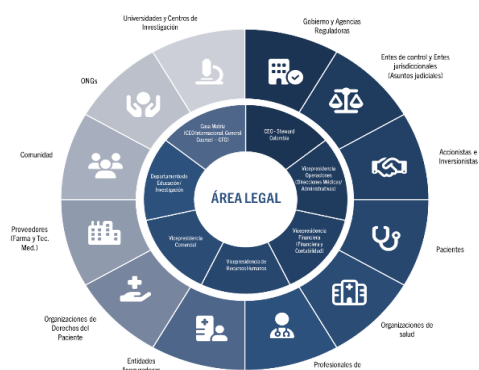 Universidades y Centros de
Investigación
Gobierno y Agencias
Reguladoras
Entes de control y Entes
jurisdiccionales
(Asuntos judiciales)
Accionistas e
Inversionistas
Pacientes
Organizaciones de
salud
Profesionales de
Entidades
Organizaciones de
Derechos del
Paciente
Proveedores
(Farma y Tec.
Med.)
Comunidad
ONGs
Casa Matriz
(CEO Internacional, General
Counsel - CFO)
CEO - Steward
Colombia
Vicepresidencia
Operaciones
(Direcciones Médicas/
Administrativas)
Vicepresidencia
Financiera
(Financiera y
Contabilidad)
Vicepresidencia de
Recursos Humanos
Vicepresidencia
Comercial
Departamento de
Educación/
Investigación
ÁREA LEGAL